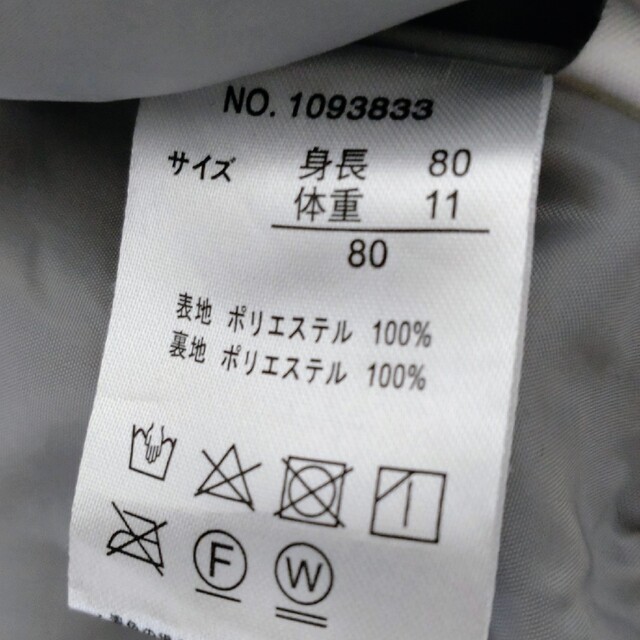 NO. 1093833
サイズ 身長 80
体重 11
80
表地 ポリエステル 100%
裏地 ポリエステル 100%
F W